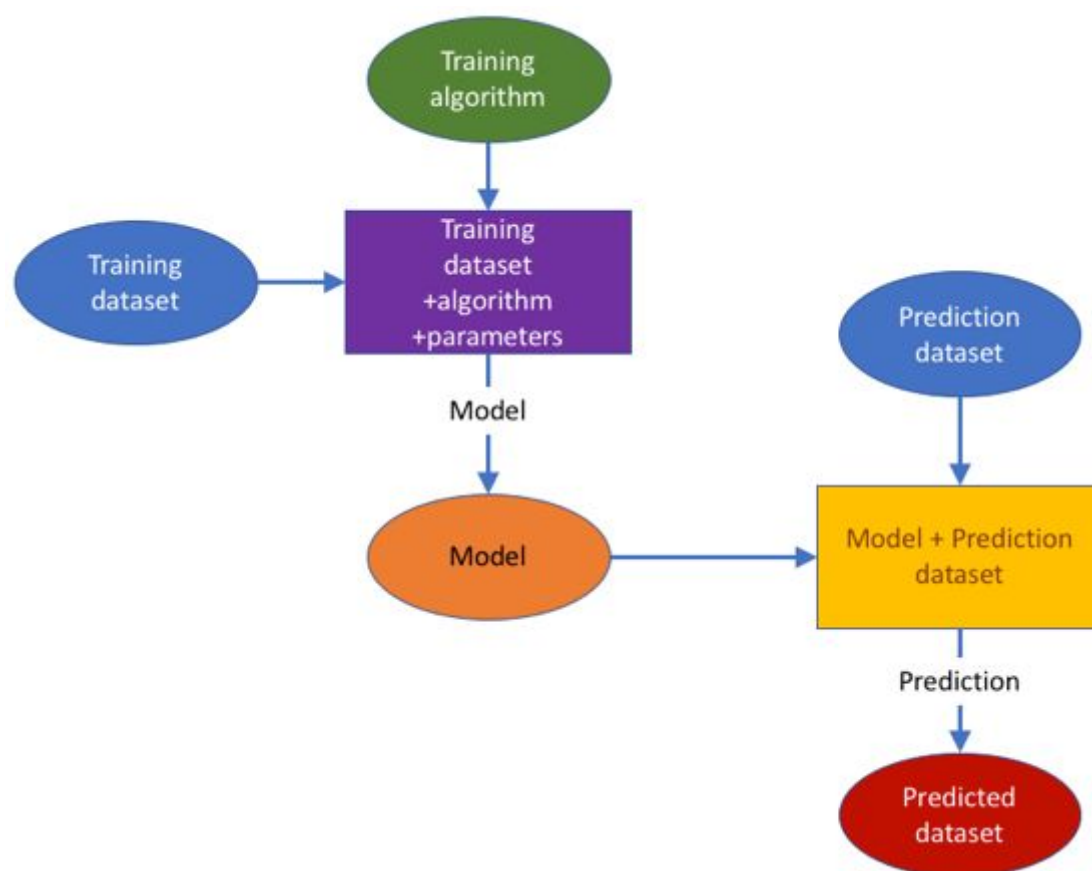 Training
algorithm
Training
dataset
Training
dataset
+algorithm
+parameters
Prediction
dataset
Model
Model
Model + Prediction
dataset
Prediction
Predicted
dataset